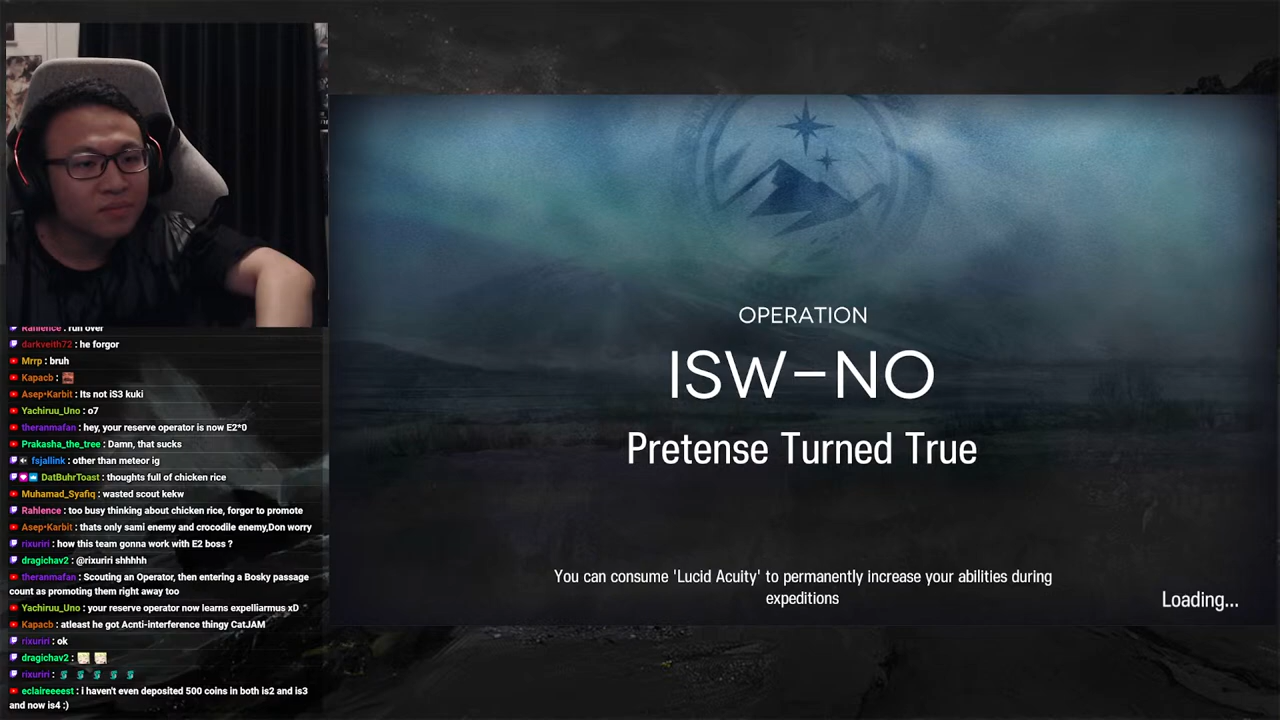 Rahience : run over
darkveith72 : he forgor
Mrrp : bruh
Kapacb :
Asep•Karbit : Its not iS3 kuki
Yachiruu_Uno : o7
theranmafan : hey, your reserve operator is now E2*0
Prakasha_the_tree : Damn, that sucks
fsjallink : other than meteor ig
DatBuhrToast : thoughts full of chicken rice
Muhamad_Syafiq : wasted scout kekw
Rahience : too busy thinking about chicken rice, forgor to promote
Asep•Karbit : thats only sami enemy and crocodile enemy,Don worry
rixuriri : how this team gonna work with E2 boss ?
dragichav2 : @rixuriri shhhhh
theranmafan : Scouting an Operator, then entering a Bosky passage
count as promoting them right away too
Yachiruu_Uno : your reserve operator now learns expelliarmus xD
Kapacb : atleast he got Acnti-interference thingy CatJAM
rixuriri : ok
dragichav2 :
rixuriri :
eclaireeeest : i haven't even deposited 500 coins in both is2 and is3
and now is4 :)
OPERATION
ISW-NO
Pretense Turned True
You can consume 'Lucid Acuity' to permanently increase your abilities during
expeditions
Loading...